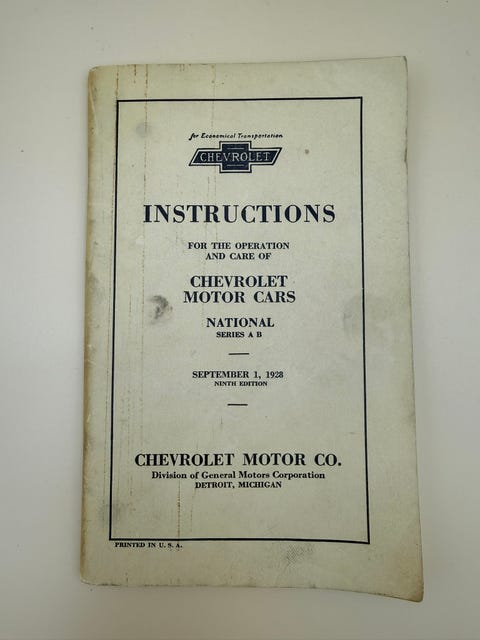 for Economical Transportation
CHEVROLET
INSTRUCTIONS
FOR THE OPERATION
AND CARE OF
CHEVROLET
MOTOR CARS
NATIONAL
SERIES A B
SEPTEMBER 1, 1928
NINTH EDITION
CHEVROLET MOTOR CO.
Division of General Motors Corporation
DETROIT, MICHIGAN
PRINTED IN U. S. A.